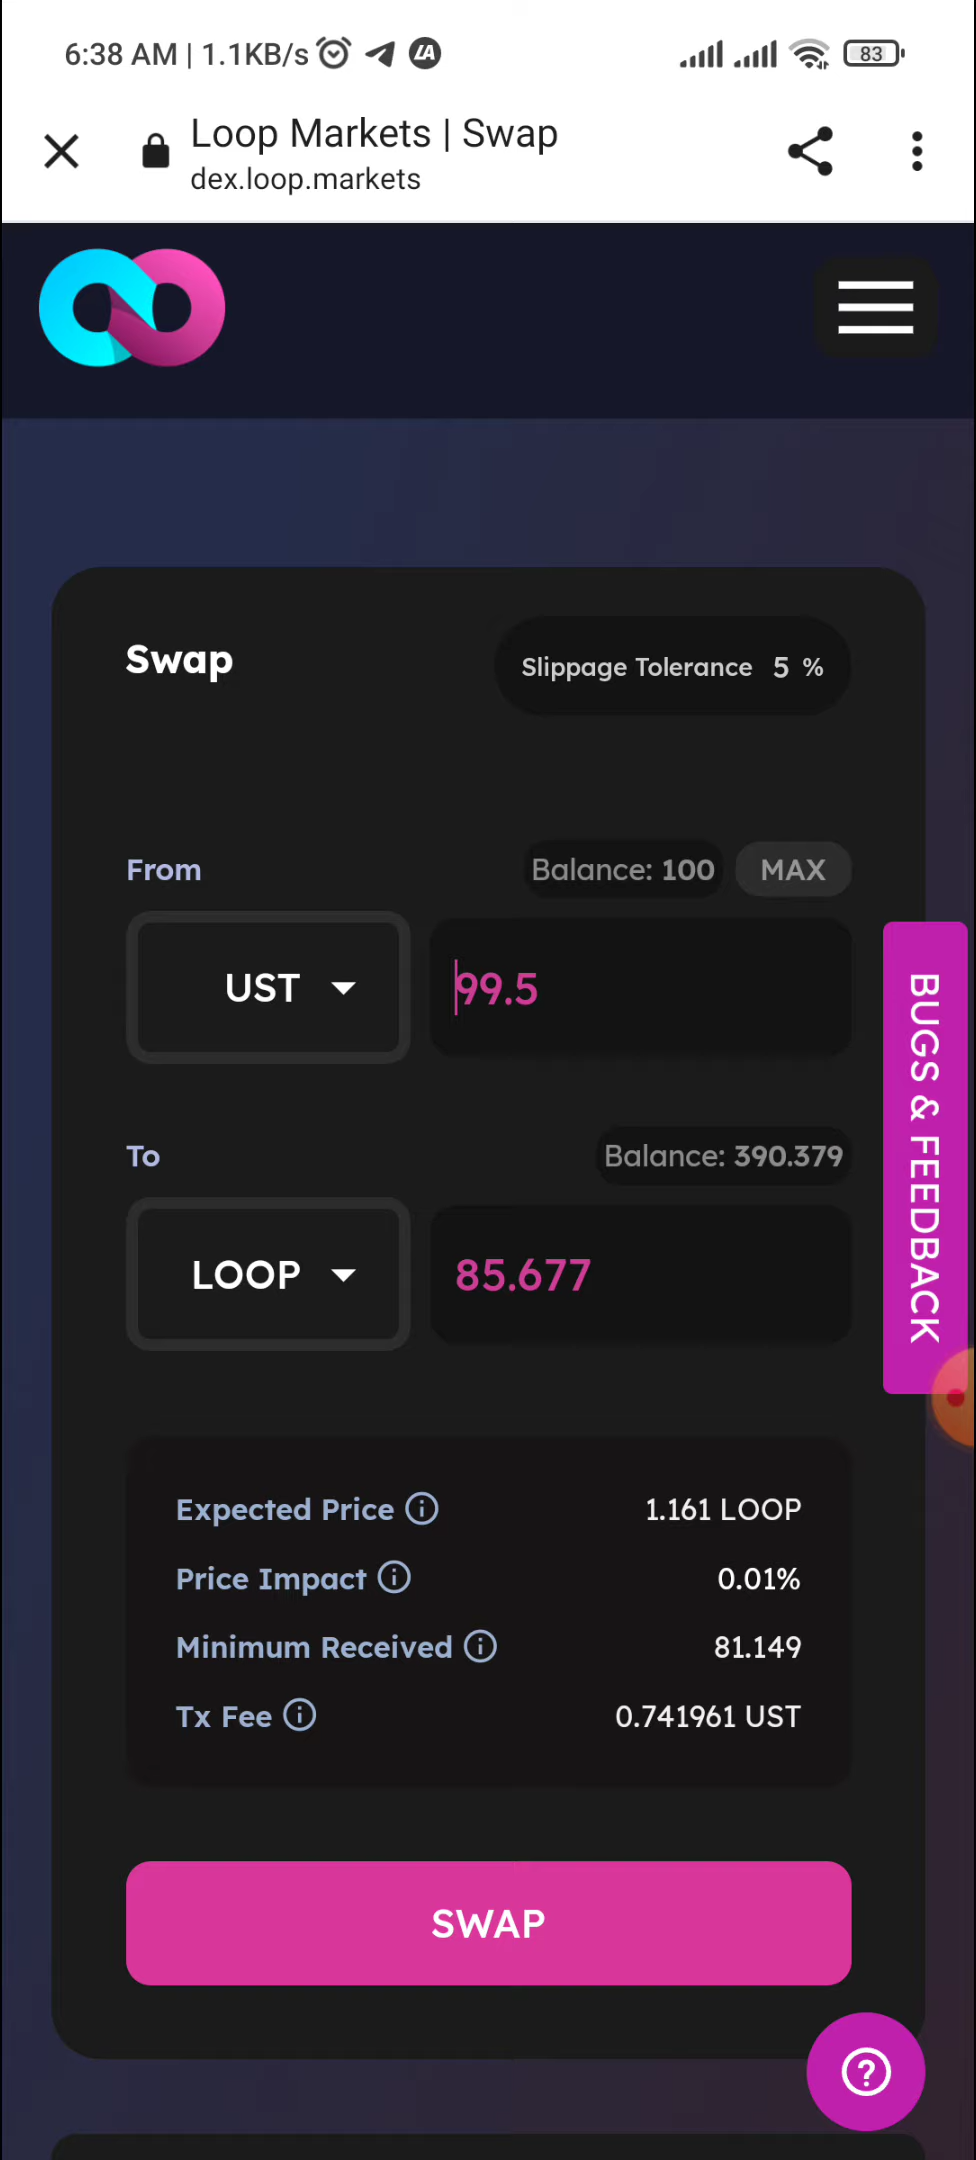 6:38 AM | 1.1KB/s LA 83
Loop Markets | Swap
dex.loop.markets
Swap
Slippage Tolerance 5 %
From
Balance: 100 MAX
UST
99.5
To
Balance: 390.379
LOOP
85.677
BUGS & FEEDBACK
Expected Price i 1.161 LOOP
Price Impact i 0.01%
Minimum Received i 81.149
Tx Fee i 0.741961 UST
SWAP
?